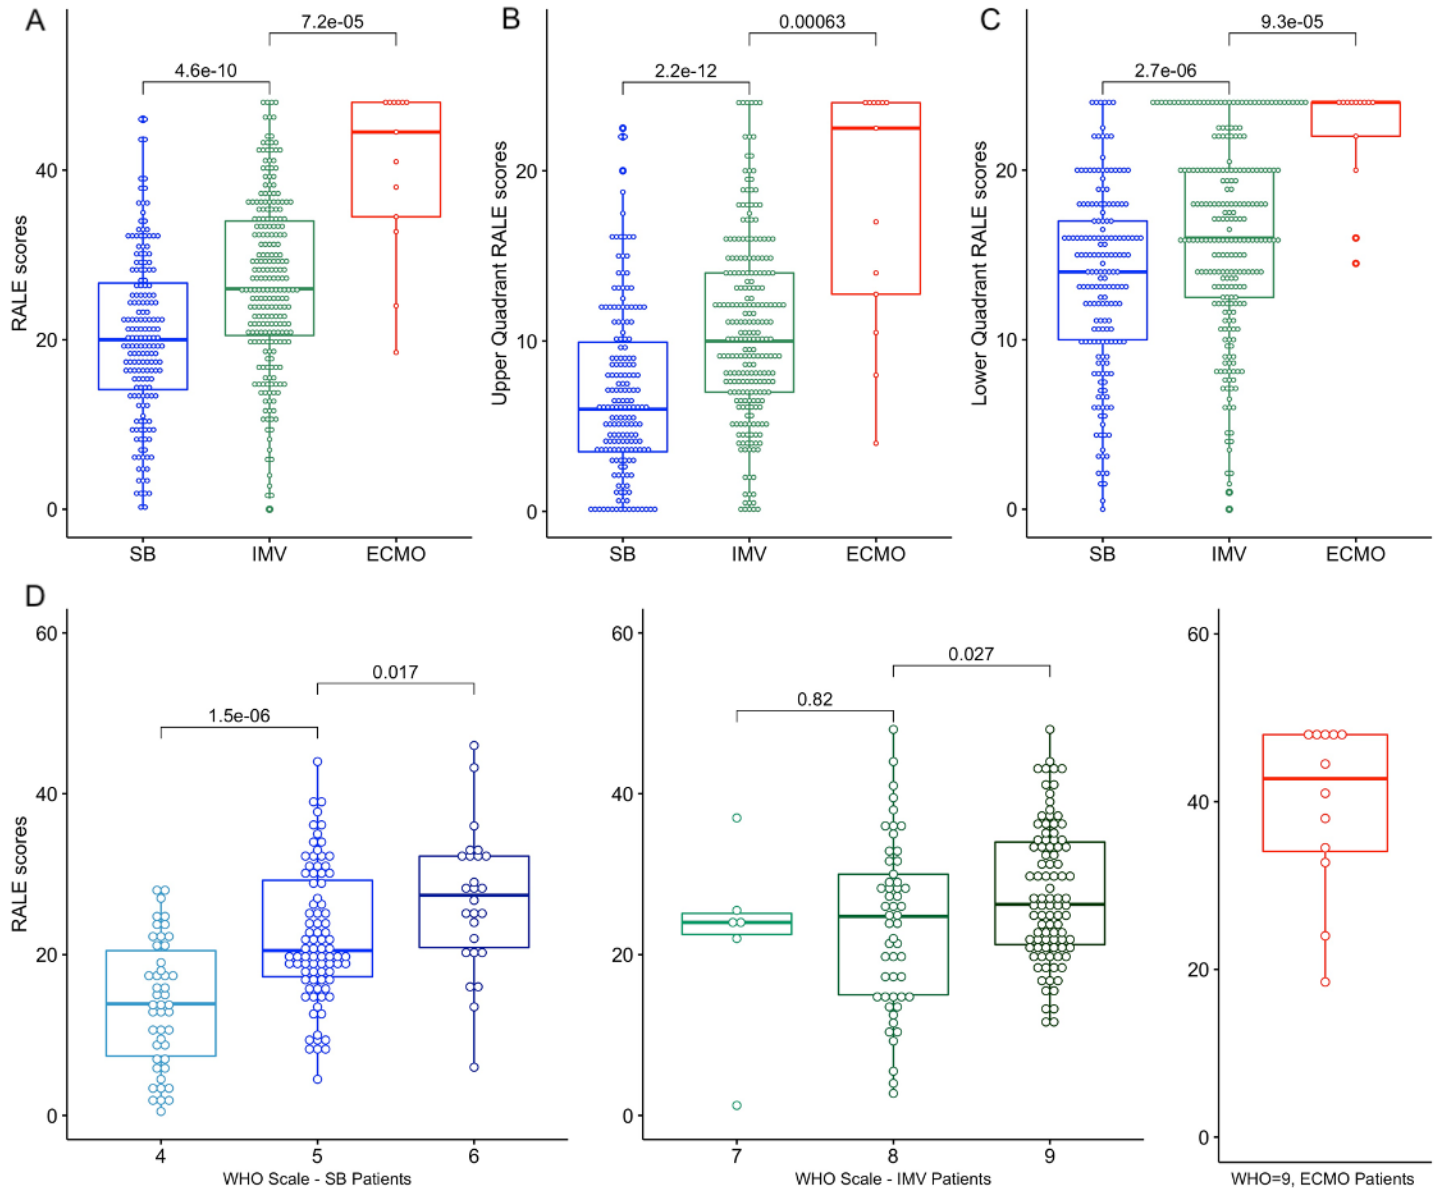 A
B
C
7.2e-05
0.00063
9.3e-05
4.6e-10
2.2e-12
2.7e-06
RALE scores
40
20
0
SB IMV ECMO
Upper Quadrant RALE scores
20
10
0
SB IMV ECMO
Lower Quadrant RALE scores
20
10
0
SB IMV ECMO
D
RALE scores
60
40
20
0
0.017
1.5e-06
4 5 6
WHO Scale - SB Patients
60
40
20
0
0.027
0.82
7 8 9
WHO Scale - IMV Patients
60
40
20
0
WHO=9, ECMO Patients